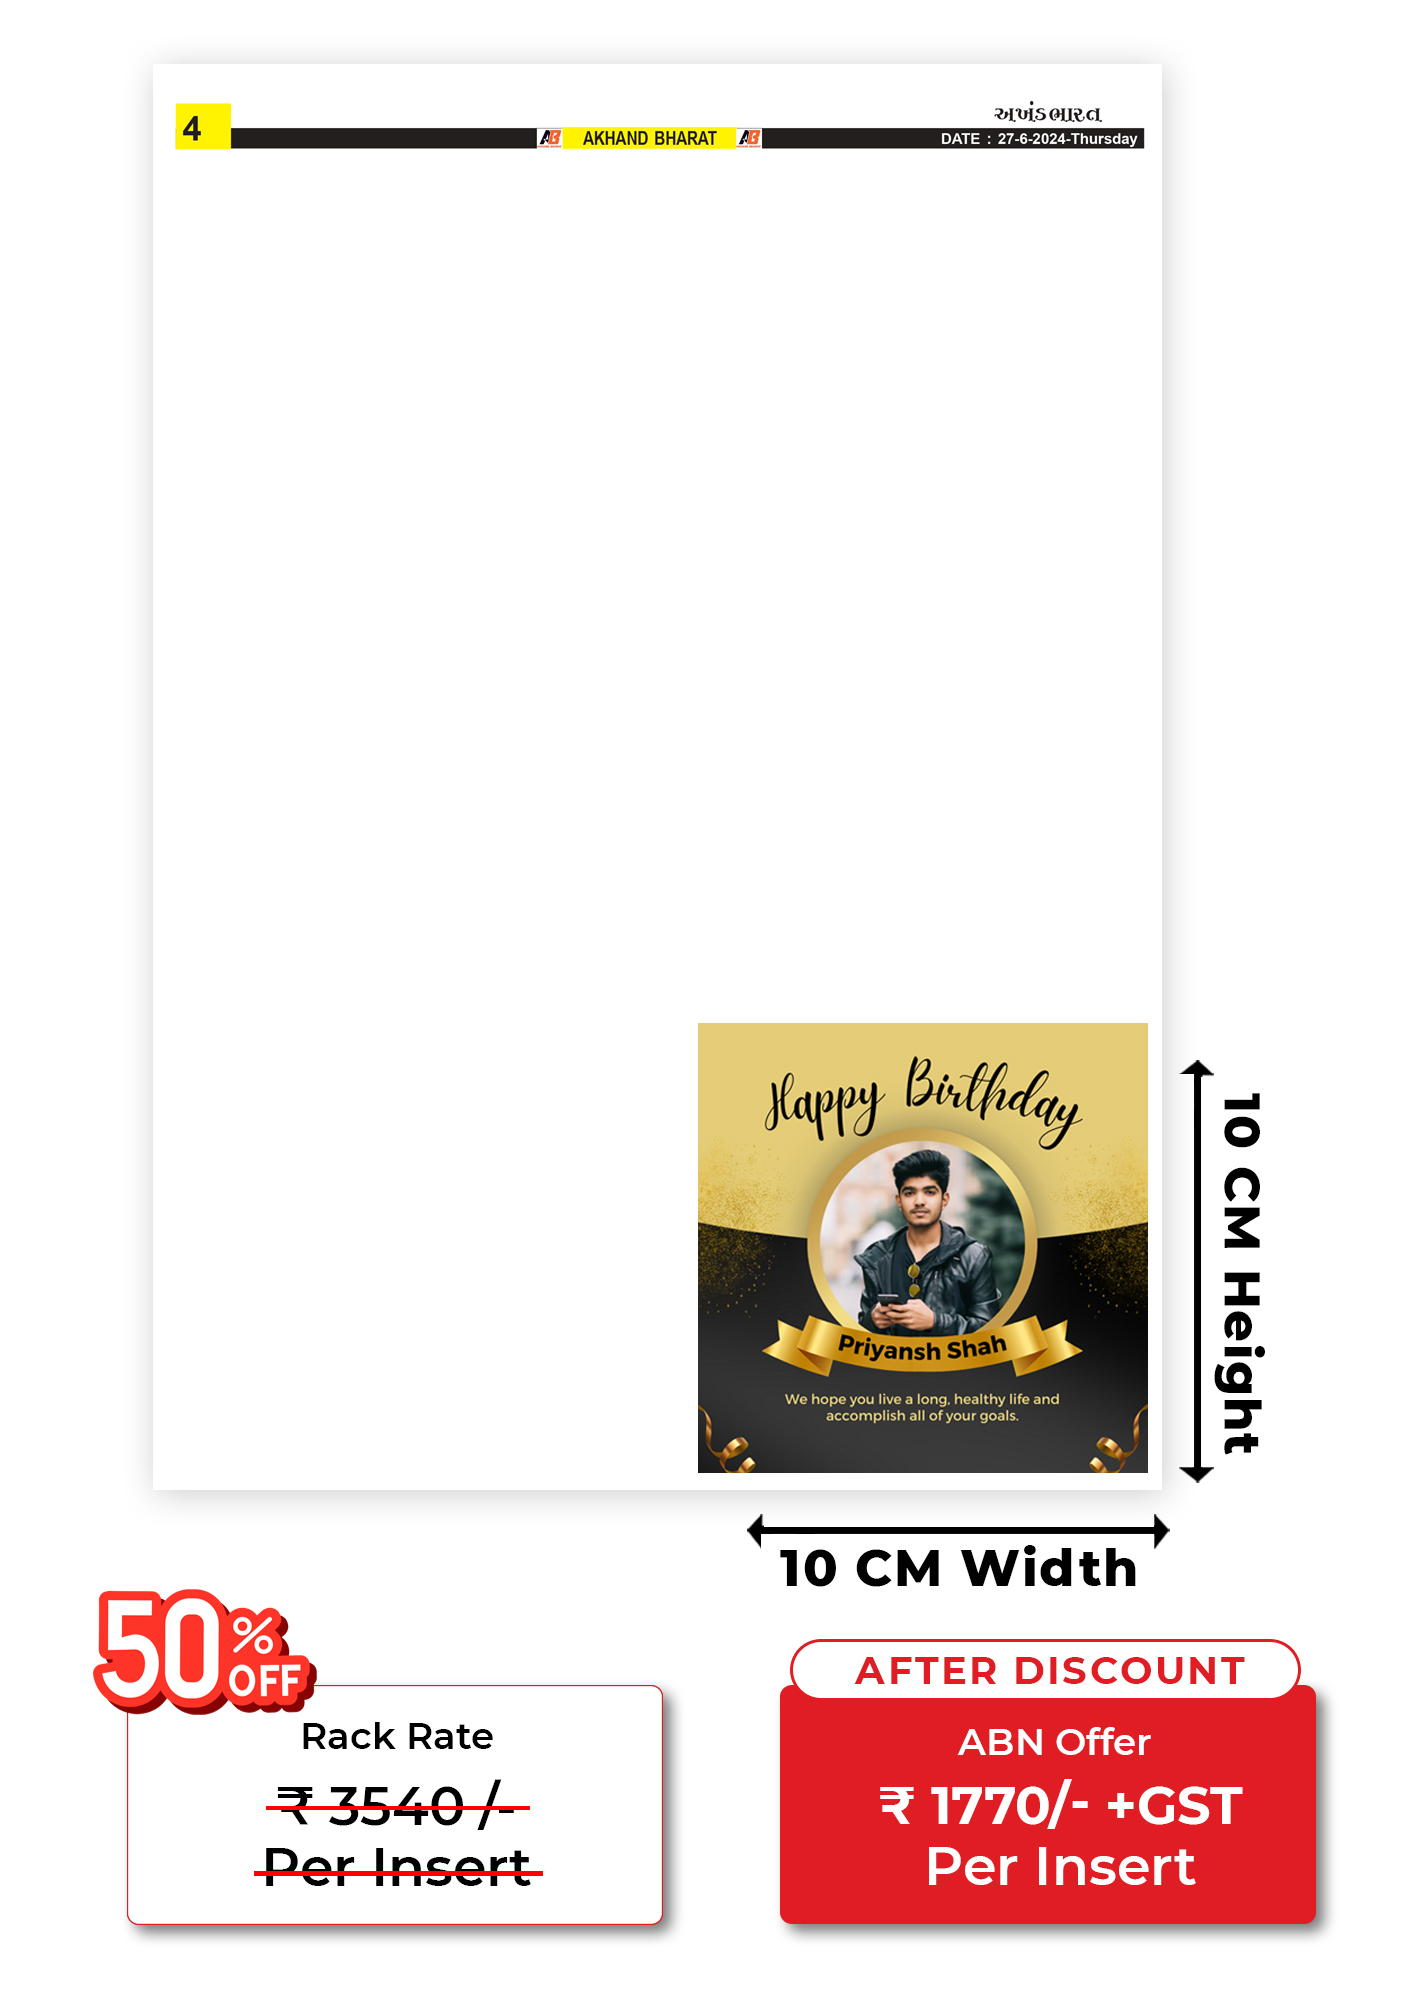 4
અખંડ ભારત
AB AKHAND BHARAT AB
DATE : 27-6-2024-Thursday
Happy Birthday
Priyansh Shah
We hope you live a long, healthy life and
accomplish all of your goals.
10 CM Height
10 CM Width
50% OFF
Rack Rate
₹ 3540 /-
Per Insert
AFTER DISCOUNT
ABN Offer
₹ 1770/- +GST
Per Insert